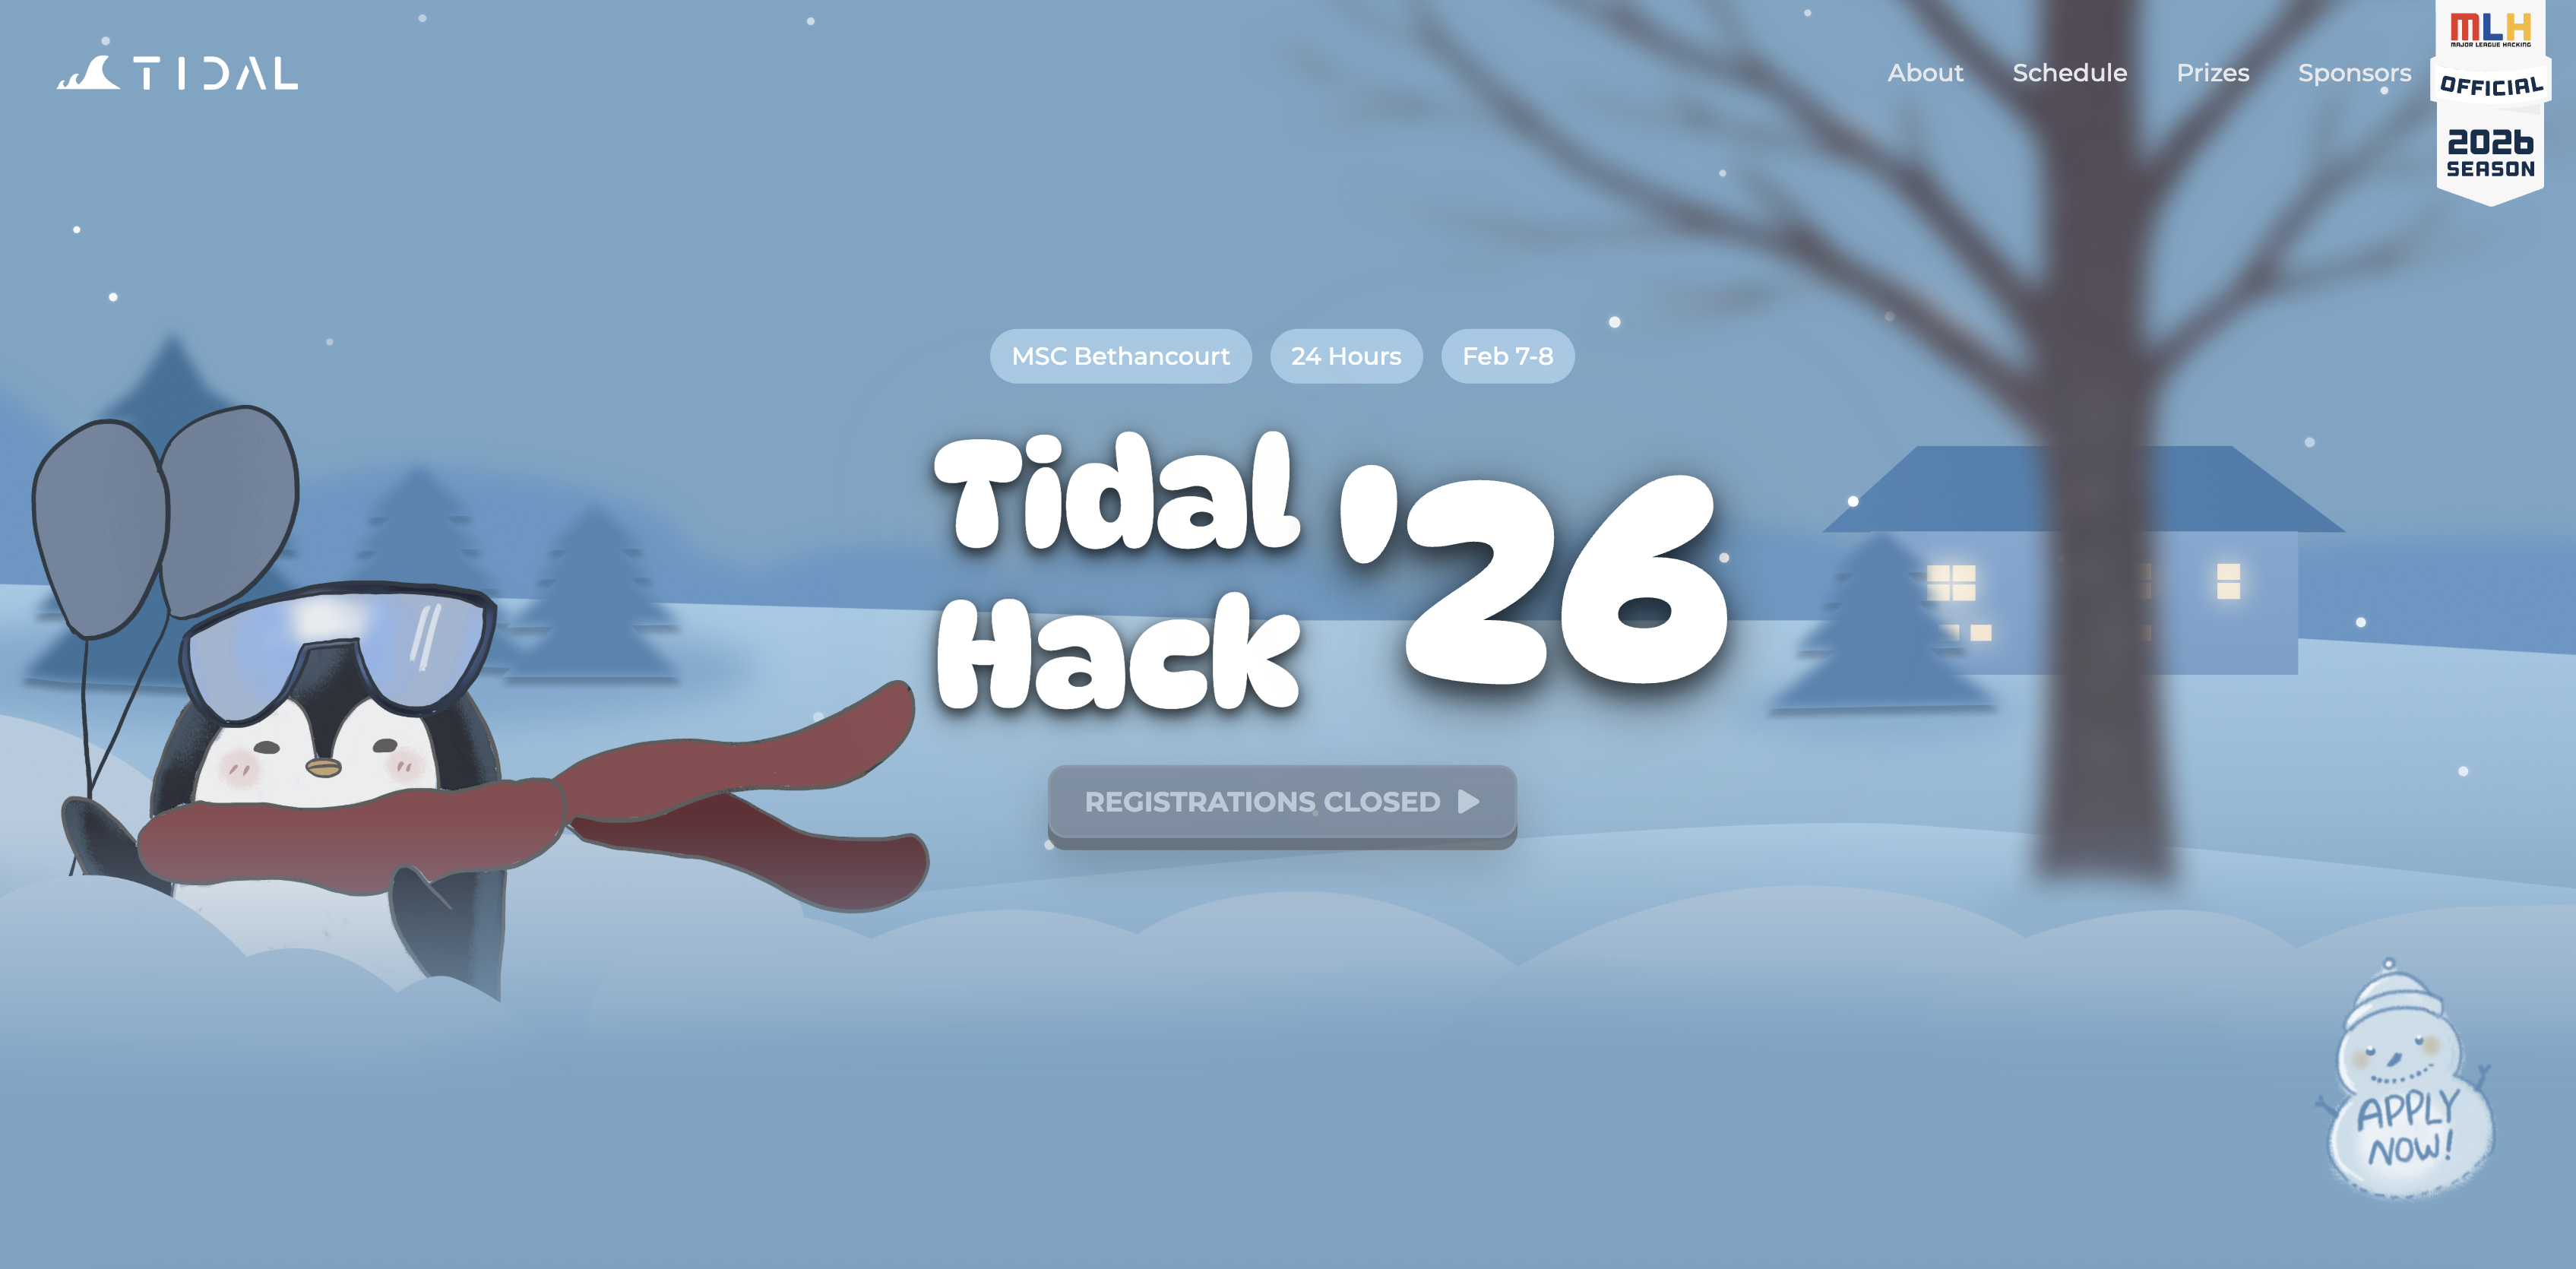 TIDAL
About Schedule Prizes Sponsors
MLH
MAJOR LEAGUE HACKING
OFFICIAL
2026
SEASON
MSC Bethancourt 24 Hours Feb 7-8
Tidal
Hack
'26
REGISTRATIONS CLOSED
APPLY
NOW!